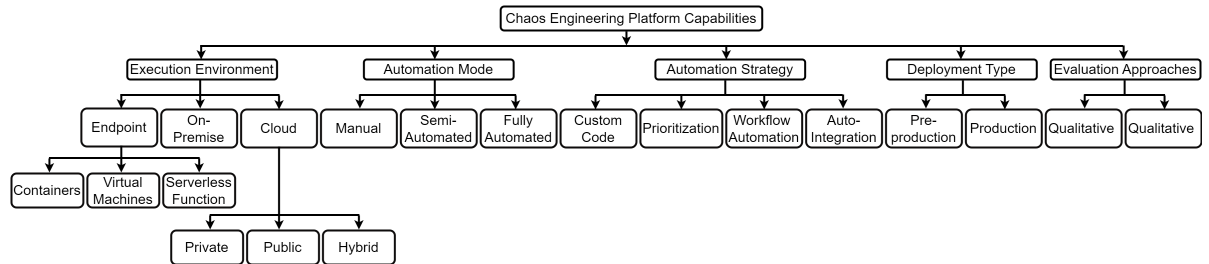 Chaos Engineering Platform Capabilities
Execution Environment
Automation Mode
Automation Strategy
Deployment Type
Evaluation Approaches
Endpoint
On-
Premise
Cloud
Manual
Semi-
Automated
Fully
Automated
Custom
Code
Prioritization
Workflow
Automation
Auto-
Integration
Pre-
production
Production
Qualitative
Qualitative
Containers
Virtual
Machines
Serverless
Function
Private
Public
Hybrid